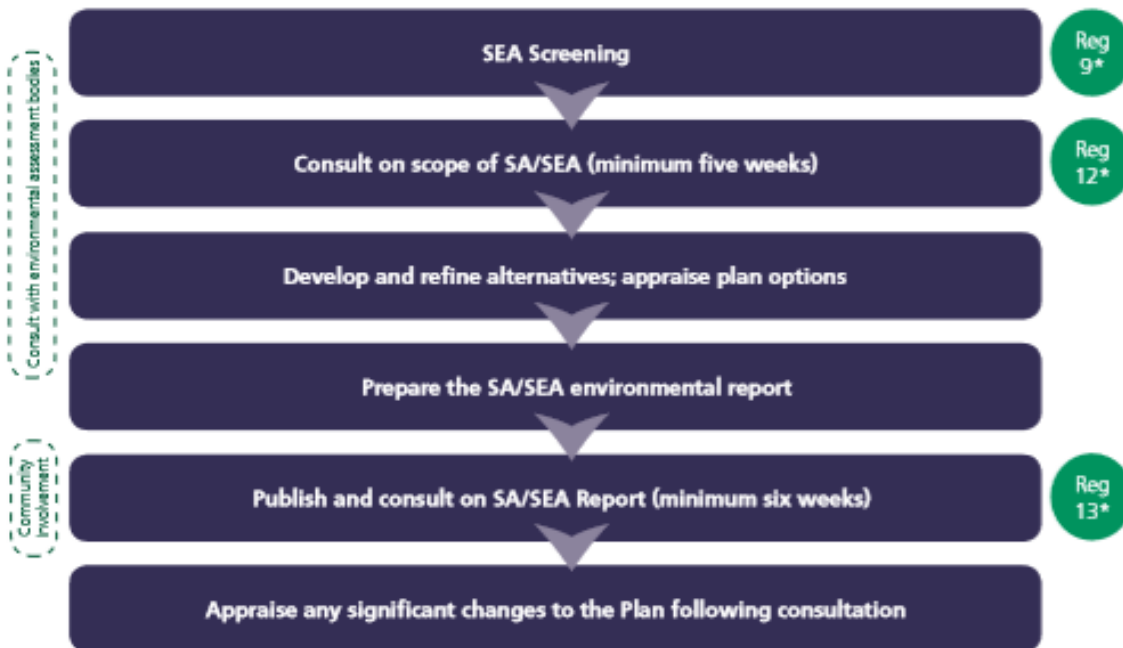 Consult with environmental assessment bodies
SEA Screening
Reg
9*
Consult on scope of SA/SEA (minimum five weeks)
Reg
12*
Develop and refine alternatives; appraise plan options
Prepare the SA/SEA environmental report
Community
involvement
Publish and consult on SA/SEA Report (minimum six weeks)
Reg
13*
Appraise any significant changes to the Plan following consultation